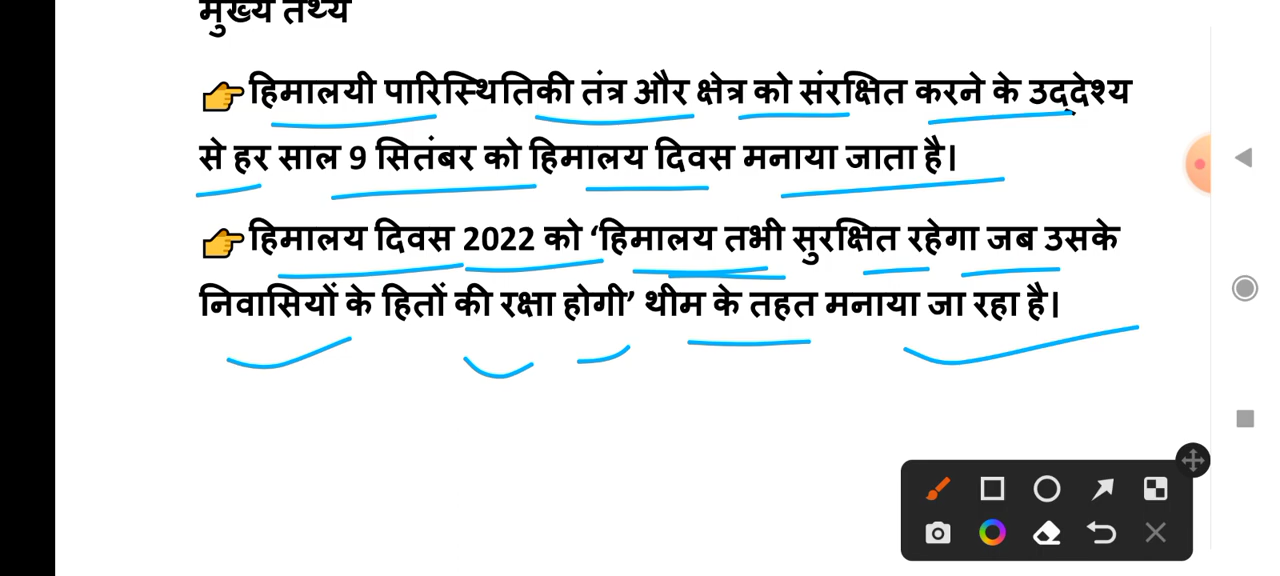 मुख्य तथ्य
👉हिमालयी पारिस्थितिकी तंत्र और क्षेत्र को संरक्षित करने के उद्देश्य
से हर साल 9 सितंबर को हिमालय दिवस मनाया जाता है।
👉हिमालय दिवस 2022 को ‘हिमालय तभी सुरक्षित रहेगा जब उसके
निवासियों के हितों की रक्षा होगी’ थीम के तहत मनाया जा रहा है।